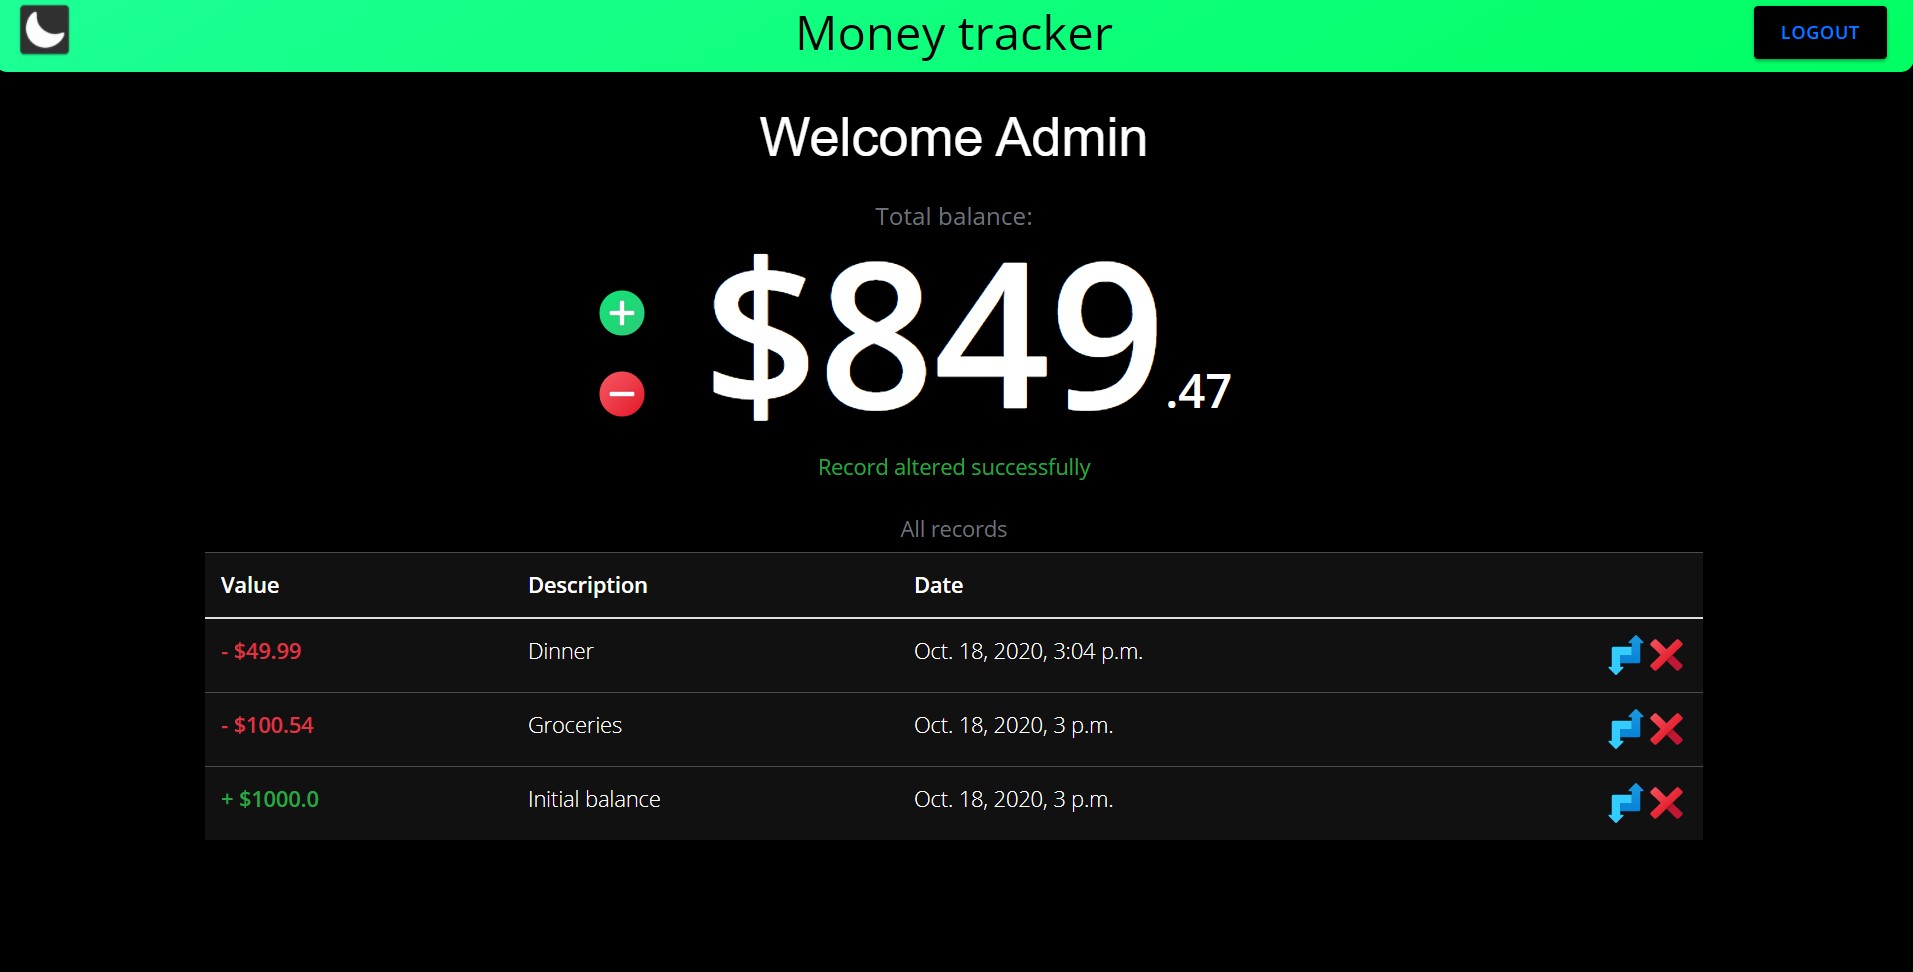 Money tracker
LOGOUT
Welcome Admin
Total balance:
$849.47
Record altered successfully
All records
Value Description Date
- $49.99 Dinner Oct. 18, 2020, 3:04 p.m.
- $100.54 Groceries Oct. 18, 2020, 3 p.m.
+ $1000.0 Initial balance Oct. 18, 2020, 3 p.m.